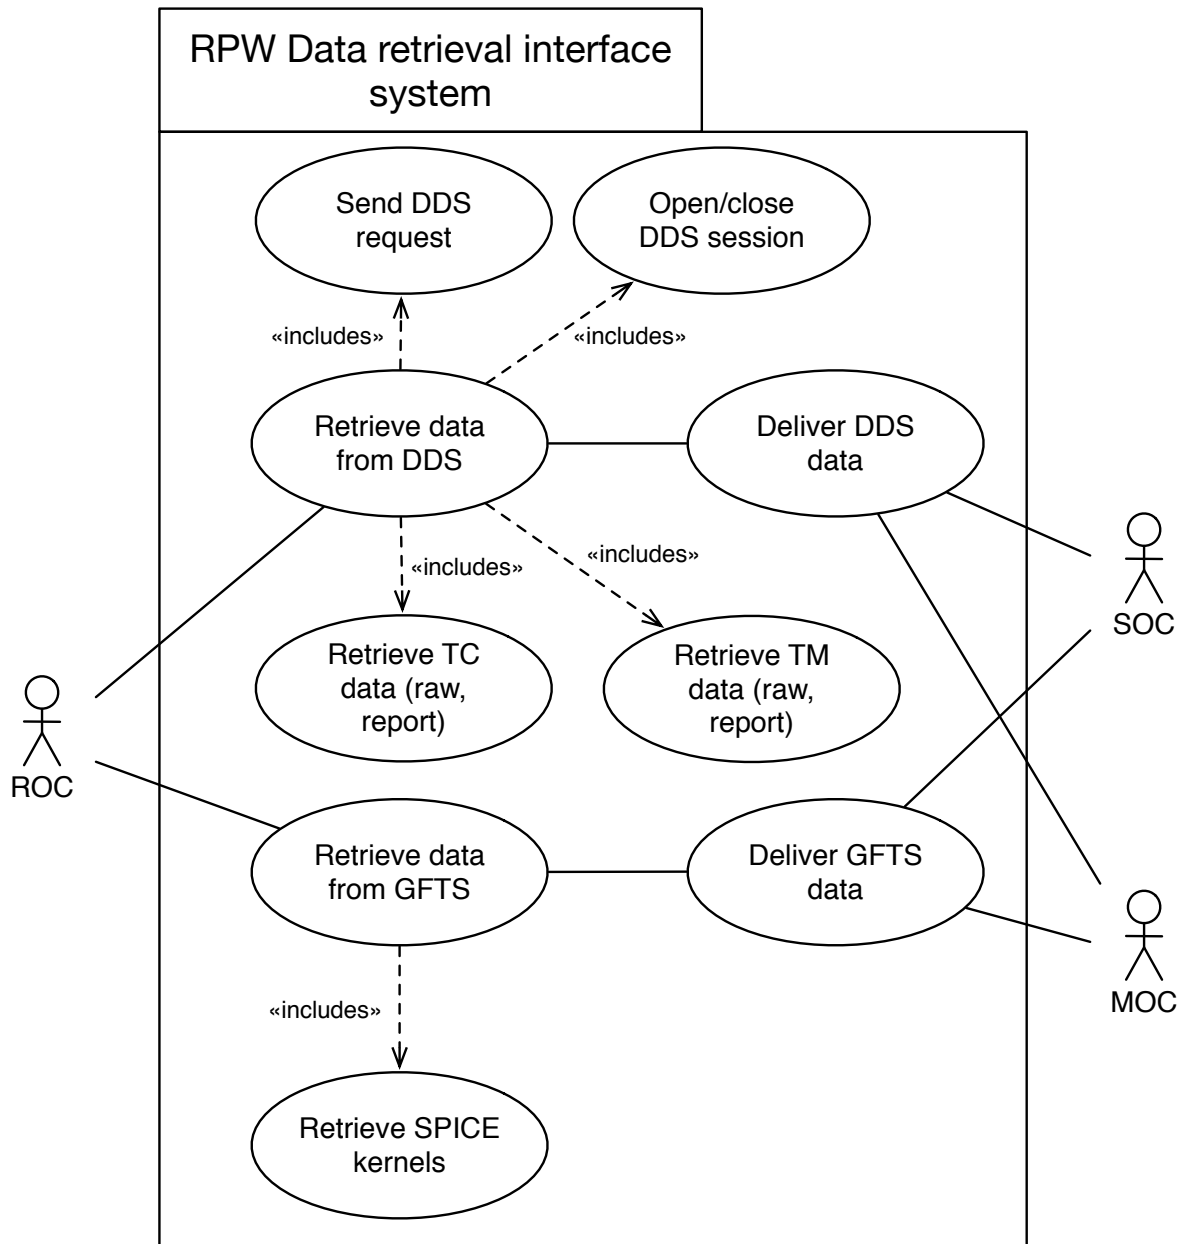 RPW Data retrieval interface
system
Send DDS
request
Open/close
DDS session
«includes»
«includes»
Retrieve data
from DDS
Deliver DDS
data
«includes»
«includes»
SOC
Retrieve TC
data (raw,
report)
Retrieve TM
data (raw,
report)
ROC
Retrieve data
from GFTS
Deliver GFTS
data
«includes»
MOC
Retrieve SPICE
kernels